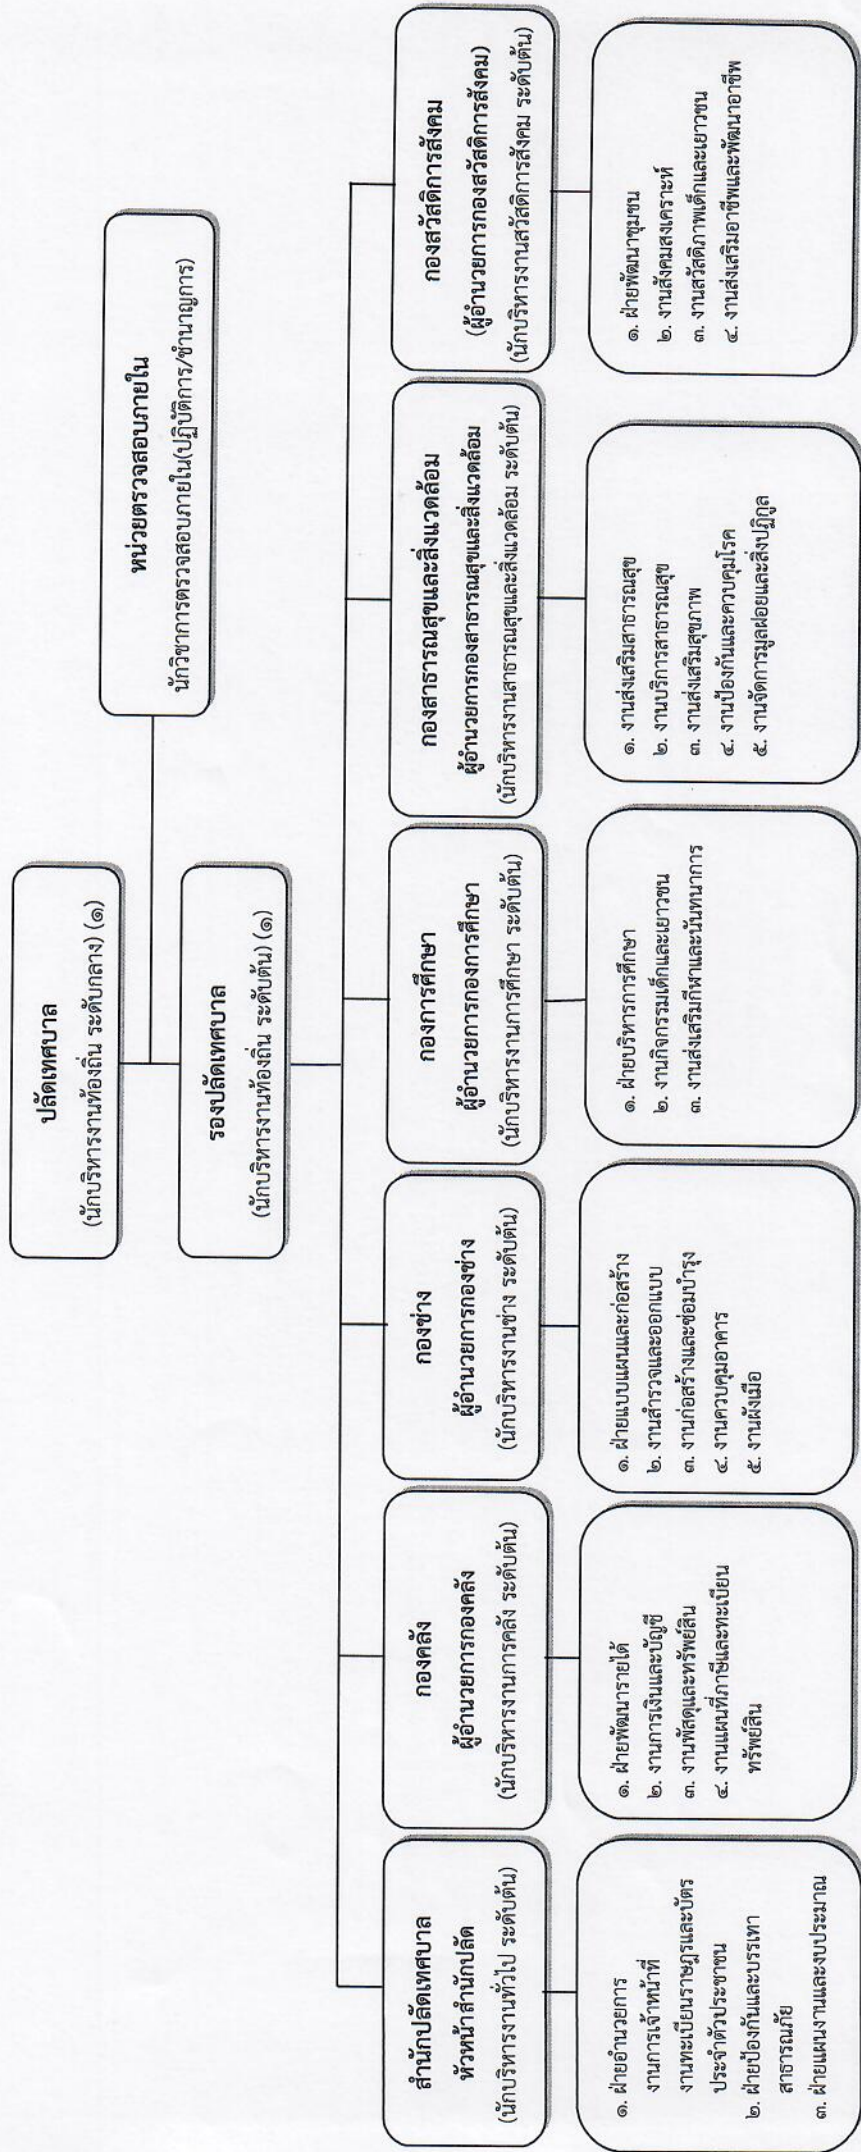 ปลัดเทศบาล
(นักบริหารงานท้องถิ่น ระดับกลาง) (๑)
หน่วยตรวจสอบภายใน
นักวิชาการตรวจสอบภายใน(ปฏิบัติการ/ชำนาญการ)
รองปลัดเทศบาล
(นักบริหารงานท้องถิ่น ระดับต้น) (๑)
สำนักปลัดเทศบาล
หัวหน้าสำนักปลัด
(นักบริหารงานทั่วไป ระดับต้น)
กองคลัง
ผู้อำนวยการกองคลัง
(นักบริหารงานการคลัง ระดับต้น)
กองช่าง
ผู้อำนวยการกองช่าง
(นักบริหารงานช่าง ระดับต้น)
กองการศึกษา
ผู้อำนวยการกองการศึกษา
(นักบริหารงานการศึกษา ระดับต้น)
กองสาธารณสุขและสิ่งแวดล้อม
ผู้อำนวยการกองสาธารณสุขและสิ่งแวดล้อม
(นักบริหารงานสาธารณสุขและสิ่งแวดล้อม ระดับต้น)
กองสวัสดิการสังคม
(ผู้อำนวยการกองสวัสดิการสังคม)
(นักบริหารงานสวัสดิการสังคม ระดับต้น)
๑. ฝ่ายอำนวยการ
งานการเจ้าหน้าที่
งานทะเบียนราษฎรและบัตร
ประจำตัวประชาชน
๒. ฝ่ายป้องกันและบรรเทา
สาธารณภัย
๓. ฝ่ายแผนงานและงบประมาณ
๑. ฝ่ายพัฒนารายได้
๒. งานการเงินและบัญชี
๓. งานพัสดุและทรัพย์สิน
๔. งานแผนที่ภาษีและทะเบียน
ทรัพย์สิน
๑. ฝ่ายแบบแผนและก่อสร้าง
๒. งานสำรวจและออกแบบ
๓. งานก่อสร้างและซ่อมบำรุง
๔. งานควบคุมอาคาร
๕. งานผังเมือ
๑. ฝ่ายบริหารการศึกษา
๒. งานกิจกรรมเด็กและเยาวชน
๓. งานส่งเสริมกีฬาและนันทนาการ
๑. งานส่งเสริมสาธารณสุข
๒. งานบริการสาธารณสุข
๓. งานส่งเสริมสุขภาพ
๔. งานป้องกันและควบคุมโรค
๕. งานจัดการมูลฝอยและสิ่งปฏิกูล
๑. ฝ่ายพัฒนาชุมชน
๒. งานสังคมสงเคราะห์
๓. งานสวัสดิภาพเด็กและเยาวชน
๔. งานส่งเสริมอาชีพและพัฒนาอาชีพ